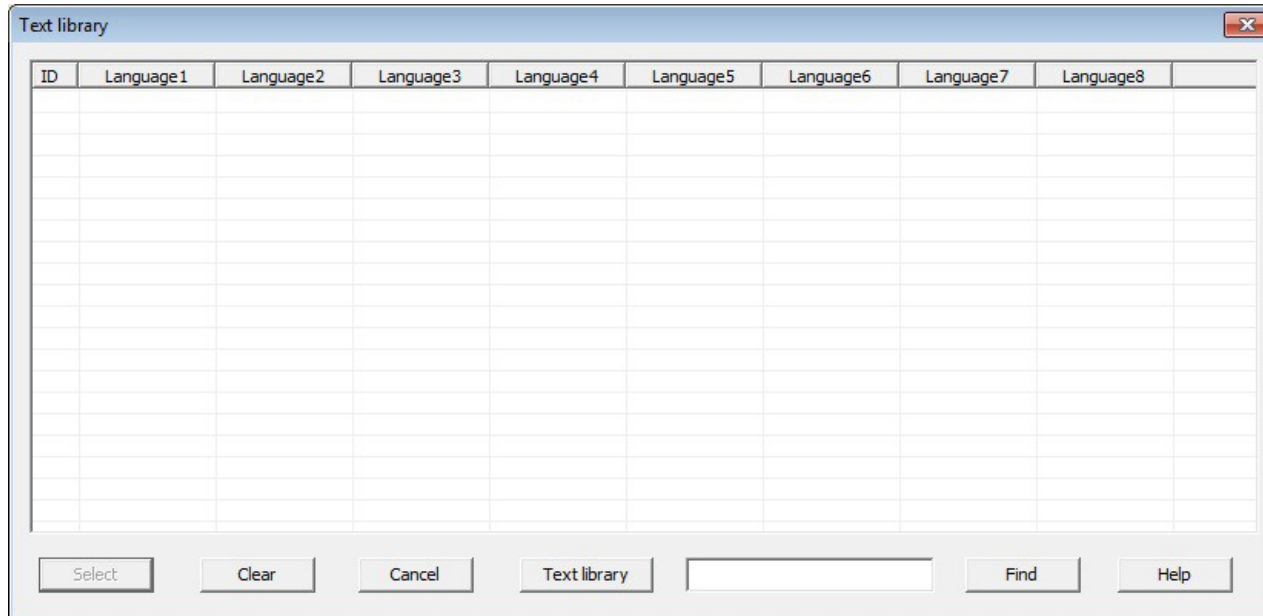 Text library
ID Language1 Language2 Language3 Language4 Language5 Language6 Language7 Language8
Select Clear Cancel Text library Find Help